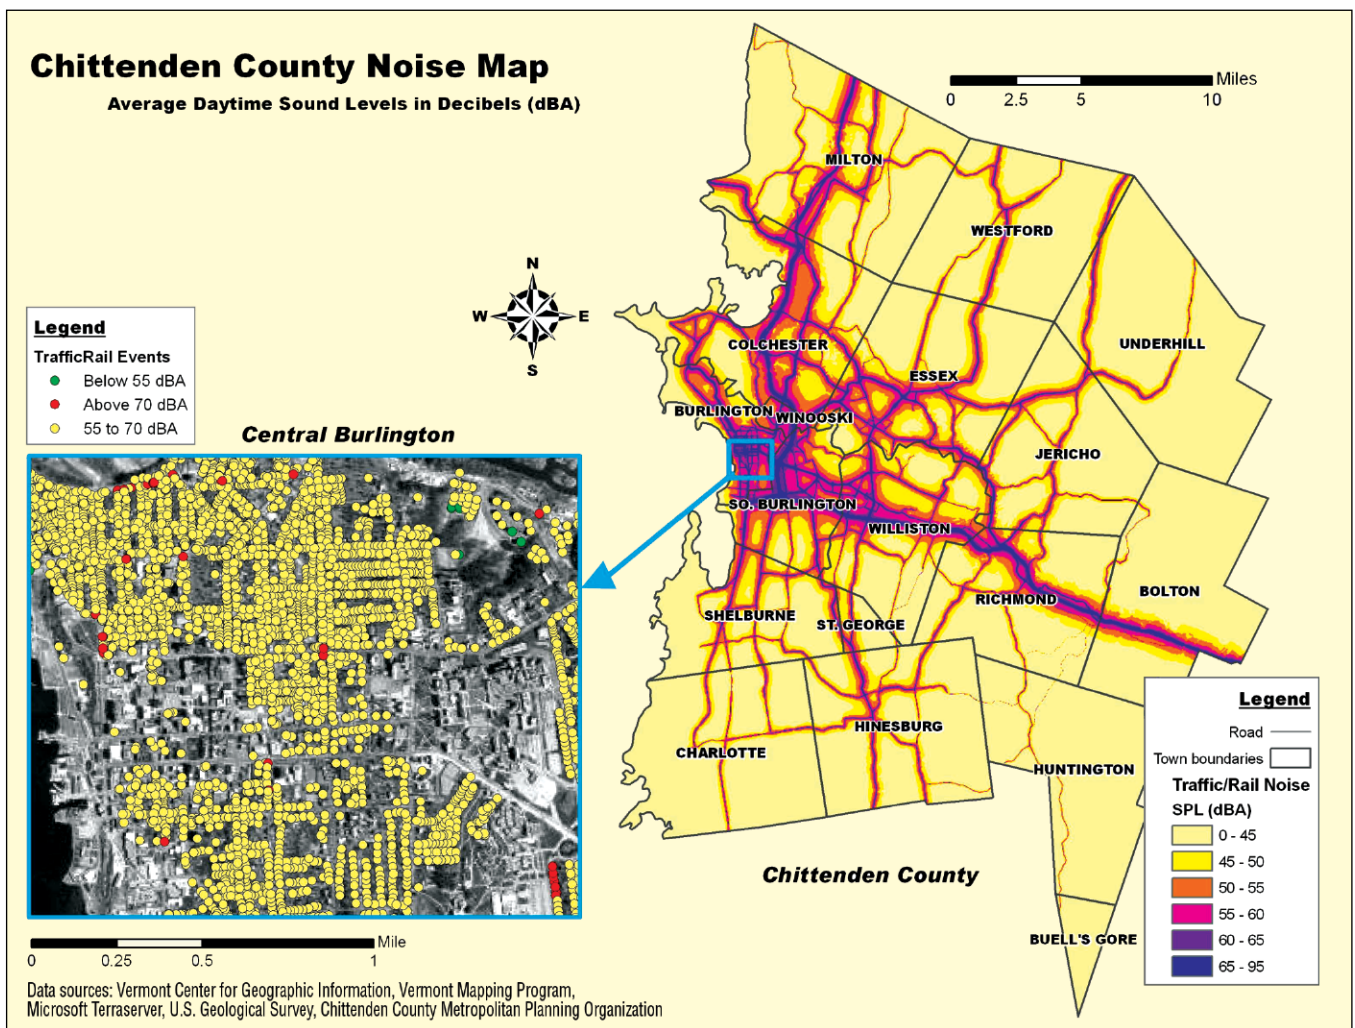 Chittenden County Noise Map
Average Daytime Sound Levels in Decibels (dBA)
Miles
0 2.5 5 10
N
W E
S
Legend
TrafficRail Events
Below 55 dBA
Above 70 dBA
55 to 70 dBA
Central Burlington
MILTON
WESTFORD
COLCHESTER
UNDERHILL
ESSEX
BURLINGTON
WINOOSKI
JERICHO
SO. BURLINGTON
WILLISTON
BOLTON
RICHMOND
SHELBURNE
ST. GEORGE
HINESBURG
CHARLOTTE
HUNTINGTON
BUELL'S GORE
Chittenden County
Legend
Road
Town boundaries
Traffic/Rail Noise
SPL (dBA)
0 - 45
45 - 50
50 - 55
55 - 60
60 - 65
65 - 95
Mile
0 0.25 0.5 1
Data sources: Vermont Center for Geographic Information, Vermont Mapping Program,
Microsoft Terraserver, U.S. Geological Survey, Chittenden County Metropolitan Planning Organization